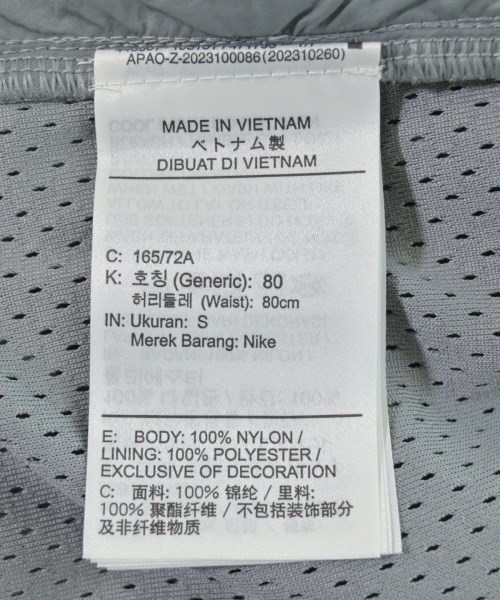 APAO-Z-2023100086(202310260)
MADE IN VIETNAM
ベトナム製
DIBUAT DI VIETNAM
C: 165/72A
K: 호칭 (Generic): 80
허리둘레 (Waist): 80cm
IN: Ukuran: S
Merek Barang: Nike
E: BODY: 100% NYLON /
LINING: 100% POLYESTER /
EXCLUSIVE OF DECORATION
C: 面料: 100% 锦纶 / 里料:
100% 聚酯纤维 / 不包括装饰部分
及非纤维物质